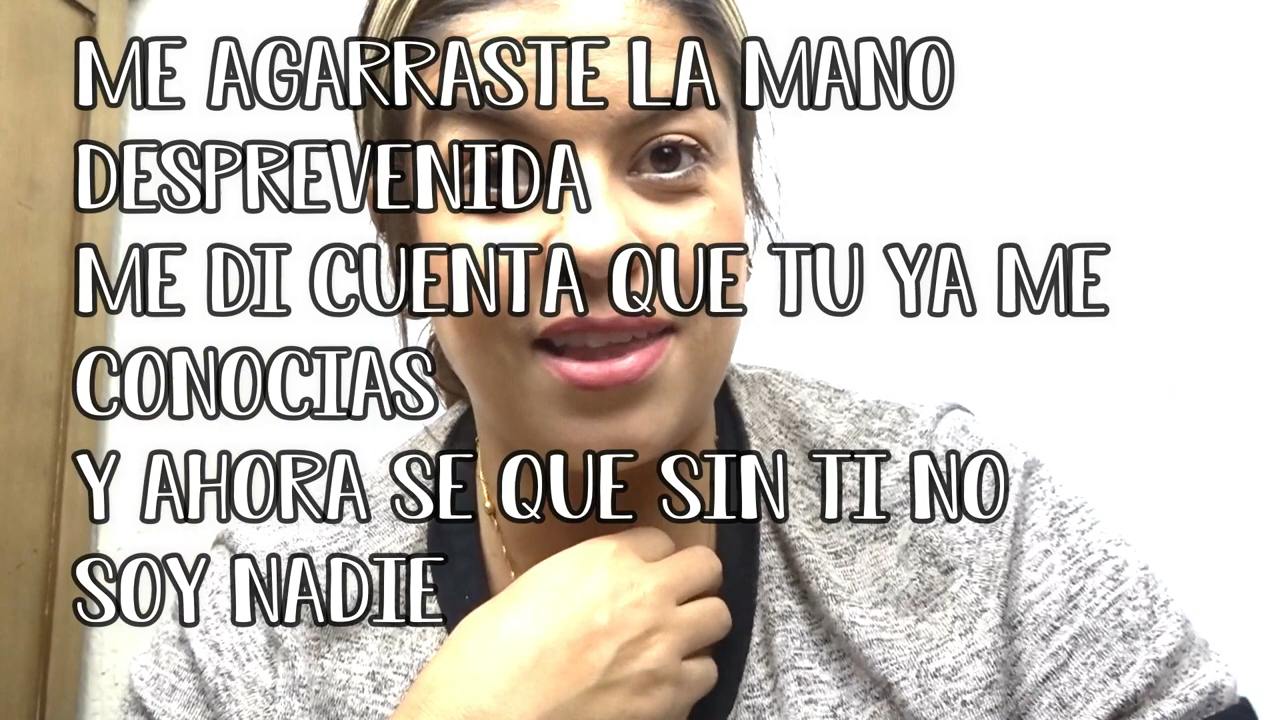 ME AGARRASTE LA MANO
DESPREVENIDA
ME DI CUENTA QUE TU YA ME
CONOCIAS
Y AHORA SE QUE SIN TI NO
SOY NADIE